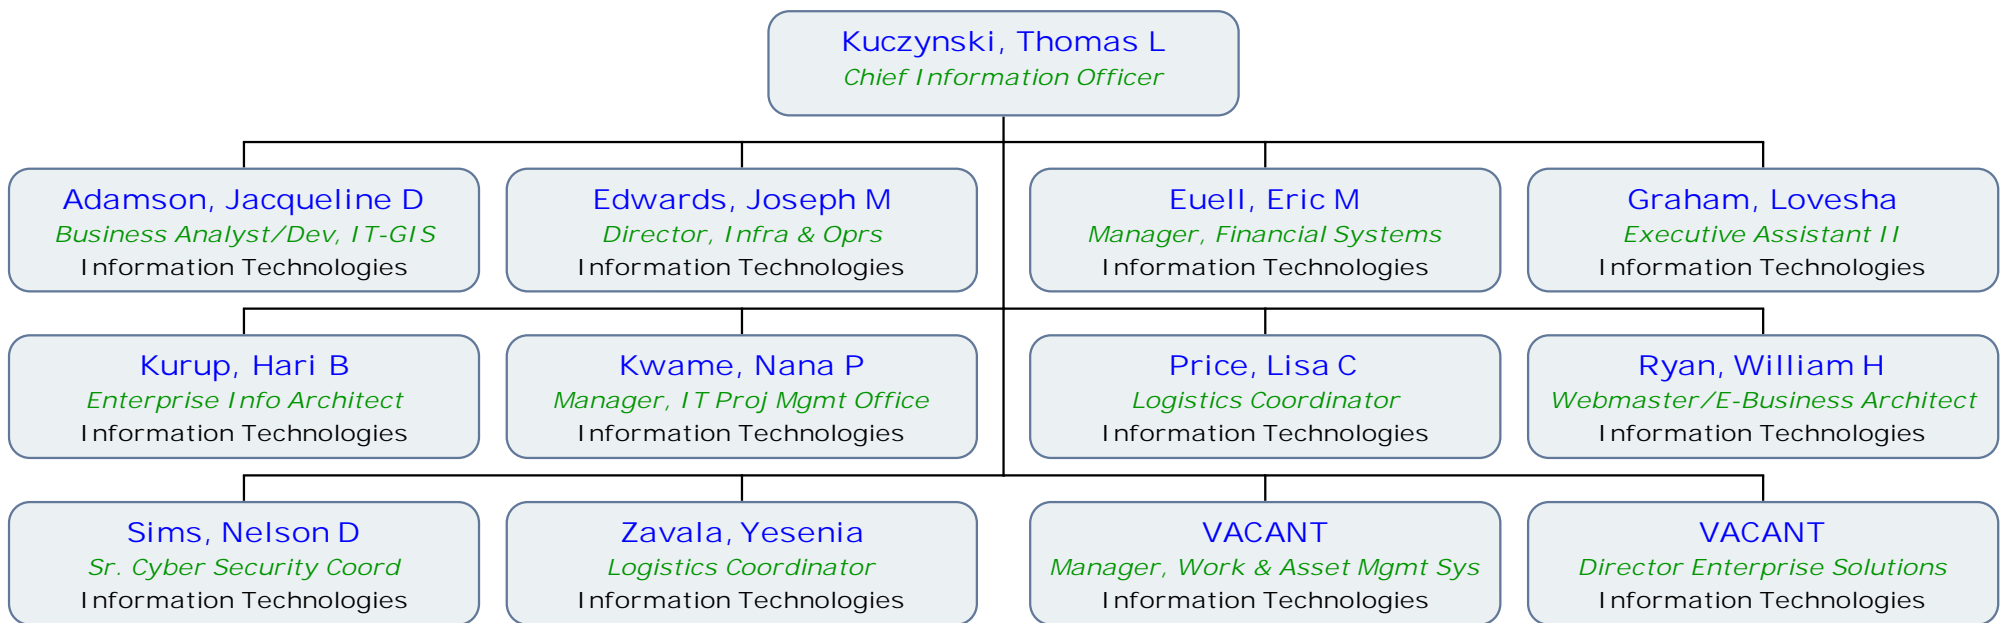 Kuczynski, Thomas L
Chief Information Officer
Adamson, Jacqueline D
Business Analyst/Dev, IT-GIS
Information Technologies
Edwards, Joseph M
Director, Infra & Oprs
Information Technologies
Euell, Eric M
Manager, Financial Systems
Information Technologies
Graham, Lovesha
Executive Assistant II
Information Technologies
Kurup, Hari B
Enterprise Info Architect
Information Technologies
Kwame, Nana P
Manager, IT Proj Mgmt Office
Information Technologies
Price, Lisa C
Logistics Coordinator
Information Technologies
Ryan, William H
Webmaster/E-Business Architect
Information Technologies
Sims, Nelson D
Sr. Cyber Security Coord
Information Technologies
Zavala, Yesenia
Logistics Coordinator
Information Technologies
VACANT
Manager, Work & Asset Mgmt Sys
Information Technologies
VACANT
Director Enterprise Solutions
Information Technologies